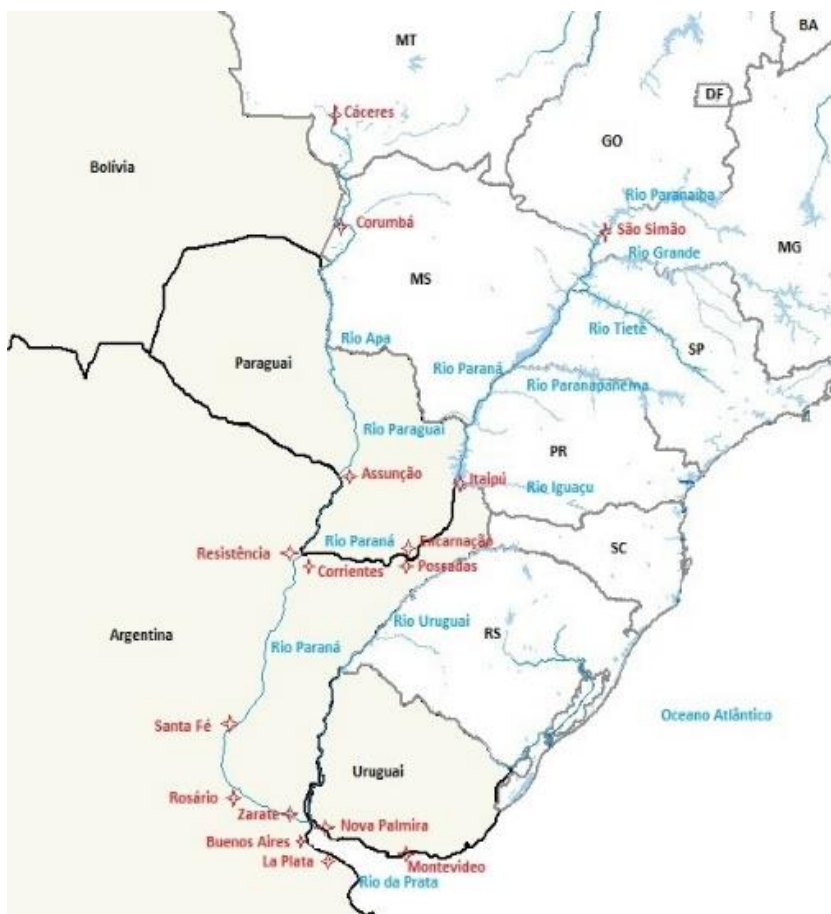 BA
MT
DF
Cáceres
GO
Bolívia
Rio Paranaíba
Corumbá
São Simão
MG
Rio Grande
MS
Rio Tietê
Rio Apa
SP
Paraguai
Rio Paraná
Rio Paranapanema
Rio Paraguai
PR
Assunção
Itaipú
Rio Iguaçu
Rio Paraná
Encarnação
SC
Resistência
Corrientes
Possadas
Rio Uruguai
Argentina
RS
Rio Paraná
Oceano Atlântico
Santa Fé
Uruguai
Rosário
Zarate
Nova Palmira
Buenos Aires
La Plata
Montevideo
Rio da Prata